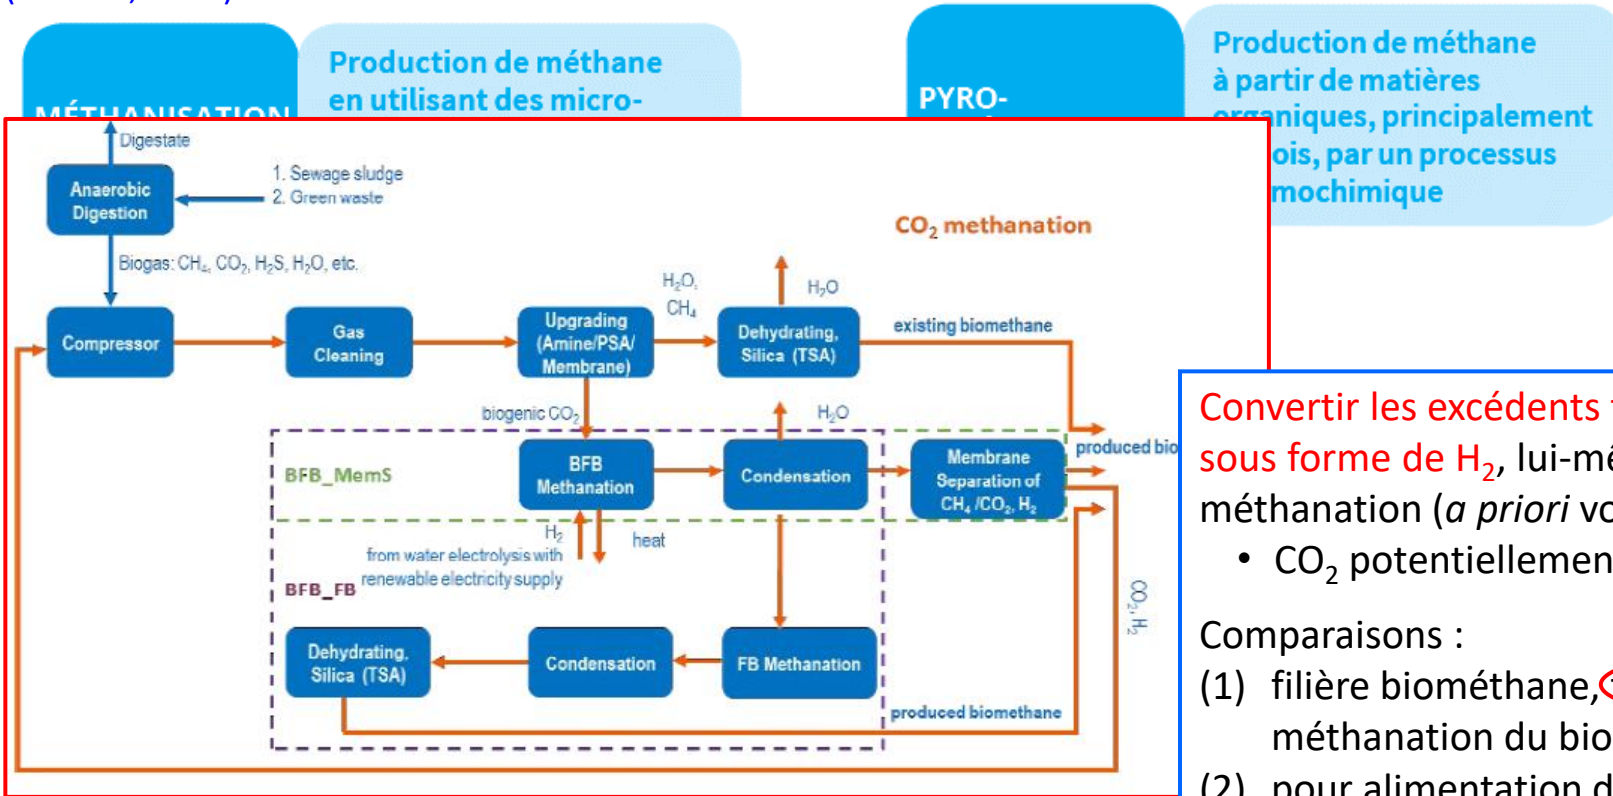 MÉTHANISATION
Production de méthane
en utilisant des micro-
PYRO-
Production de méthane
à partir de matières
organiques, principalement
ois, par un processus
mochimique
Digestate
Anaerobic
Digestion
1. Sewage sludge
2. Green waste
Biogas: CH₄, CO₂, H₂S, H₂O, etc.
CO₂ methanation
Compressor
Gas
Cleaning
Upgrading
(Amine/PSA/
Membrane)
H₂O,
CH₄
H₂O
Dehydrating,
Silica (TSA)
existing biomethane
biogenic CO₂
H₂O
BFB_MemS
BFB
Methanation
Condensation
Membrane
Separation of
CH₄ /CO₂, H₂
produced bio
H₂
heat
from water electrolysis with
renewable electricity supply
BFB_FB
CO₂, H₂
Dehydrating,
Silica (TSA)
Condensation
FB Methanation
produced biomethane
Convertir les excédents
sous forme de H₂, lui-mê
méthanation (a priori vo
• CO₂ potentiellemen
Comparaisons :
(1) filière biométhane,
méthanation du bio
(2) pour alimentation d